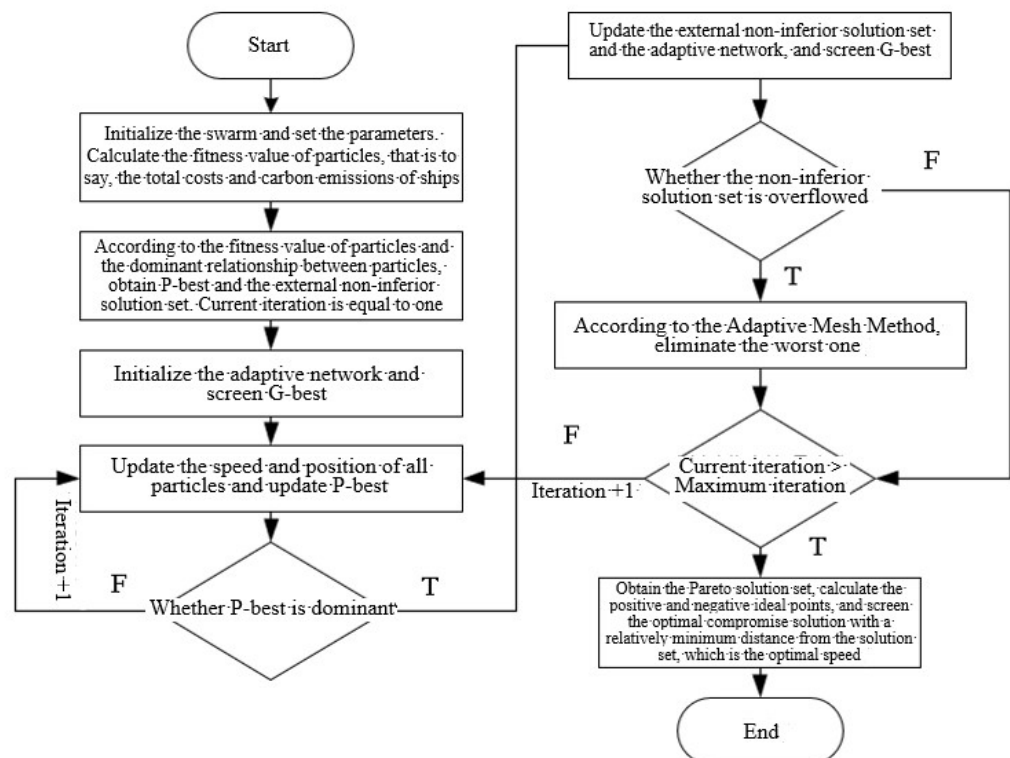 Start
Initialize the swarm and set the parameters.
Calculate the fitness value of particles, that is to
say, the total costs and carbon emissions of ships
According to the fitness value of particles and
the dominant relationship between particles,
obtain P-best and the external non-inferior
solution set. Current iteration is equal to one
Initialize the adaptive network and
screen G-best
Update the speed and position of all
particles and update P-best
Iteration +1
F
Whether P-best is dominant
T
Update the external non-inferior solution set
and the adaptive network, and screen G-best
Whether the non-inferior
solution set is overflowed
F
T
According to the Adaptive Mesh Method,
eliminate the worst one
F
Iteration +1
Current iteration >
Maximum iteration
T
Obtain the Pareto solution set, calculate the
positive and negative ideal points, and screen
the optimal compromise solution with a
relatively minimum distance from the solution
set, which is the optimal speed
End